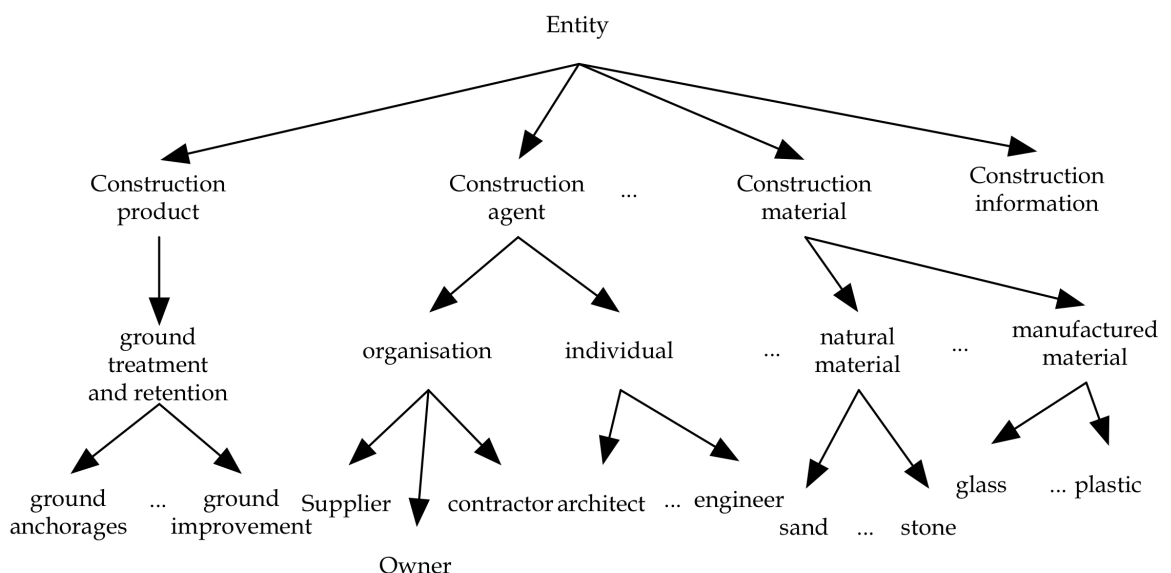 Entity
Construction
product
Construction
agent
...
Construction
material
Construction
information
ground
treatment
and retention
organisation
individual
...
natural
material
...
manufactured
material
ground
anchorages
...
ground
improvement
Supplier
Owner
contractor
architect
...
engineer
sand
...
stone
glass
...
plastic